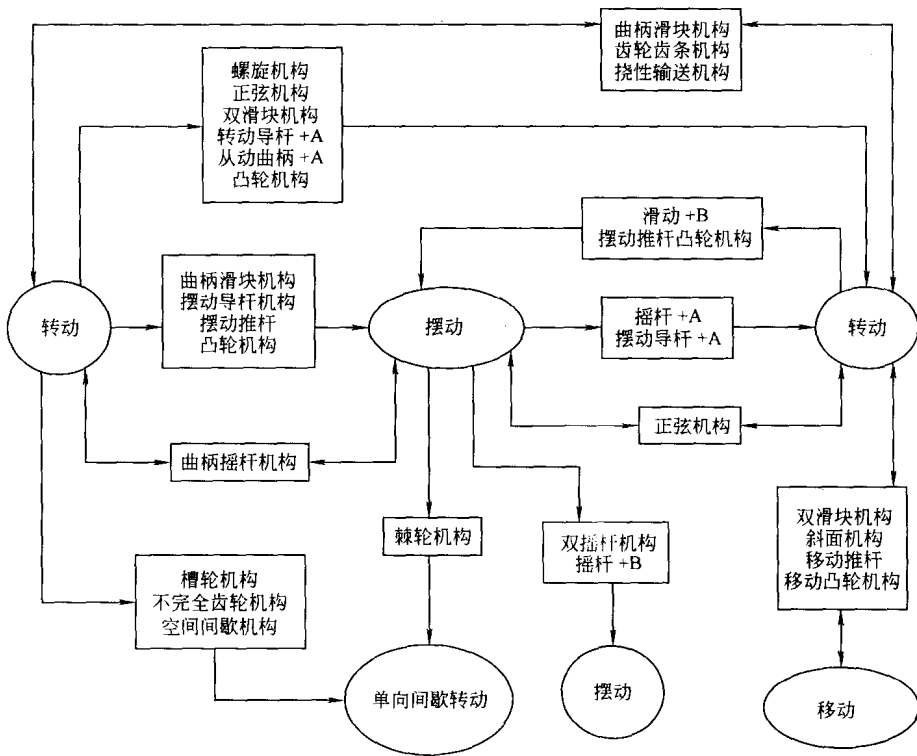 曲柄滑块机构
齿轮齿条机构
挠性输送机构
螺旋机构
正弦机构
双滑块机构
转动导杆 +A
从动曲柄 +A
凸轮机构
滑动 +B
摆动推杆凸轮机构
转动
曲柄滑块机构
摆动导杆机构
摆动推杆
凸轮机构
摆动
摇杆 +A
摆动导杆 +A
转动
正弦机构
曲柄摇杆机构
棘轮机构
双摇杆机构
摇杆 +B
双滑块机构
斜面机构
移动推杆
移动凸轮机构
槽轮机构
不完全齿轮机构
空间间歇机构
单向间歇转动
摆动
移动